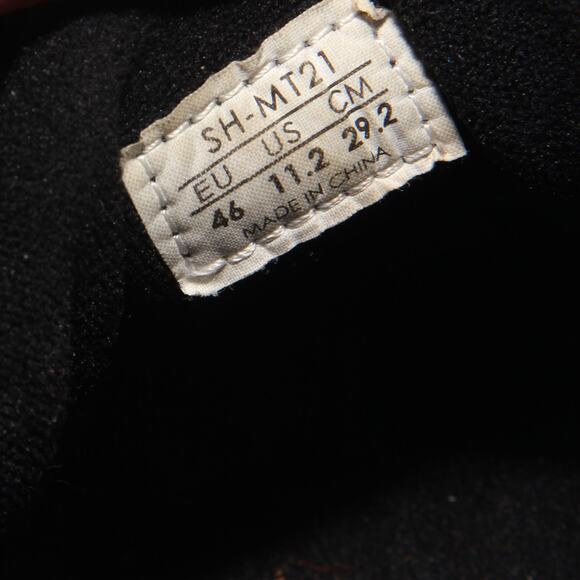 SH-MT21
EU US CM
46 11.2 29.2
MADE IN CHINA